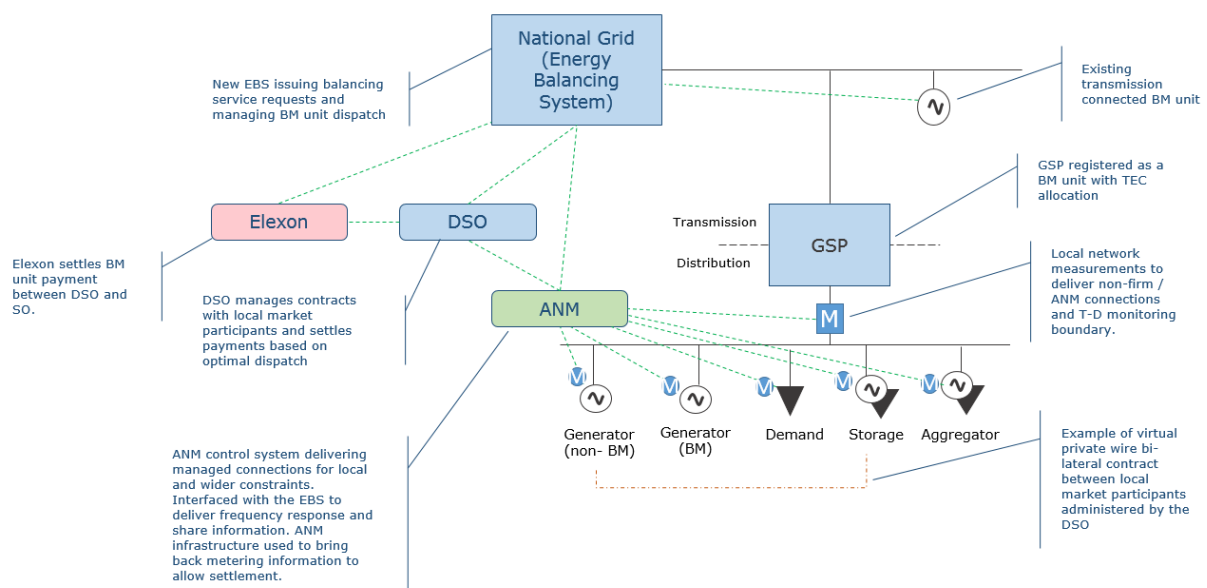 National Grid
(Energy
Balancing
System)
New EBS issuing balancing
service requests and
managing BM unit dispatch
Existing
transmission
connected BM unit
GSP registered as a
BM unit with TEC
allocation
Elexon
DSO
Transmission
GSP
Distribution
Elexon settles BM
unit payment
between DSO and
SO.
DSO manages contracts
with local market
participants and settles
payments based on
optimal dispatch
ANM
M
Local network
measurements to
deliver non-firm /
ANM connections
and T-D monitoring
boundary.
M
M
M
M
M
Generator
(non- BM)
Generator
(BM)
Demand
Storage
Aggregator
ANM control system delivering
managed connections for local
and wider constraints.
Interfaced with the EBS to
deliver frequency response and
share information. ANM
infrastructure used to bring
back metering information to
allow settlement.
Example of virtual
private wire bi-
lateral contract
between local
market participants
administered by the
DSO